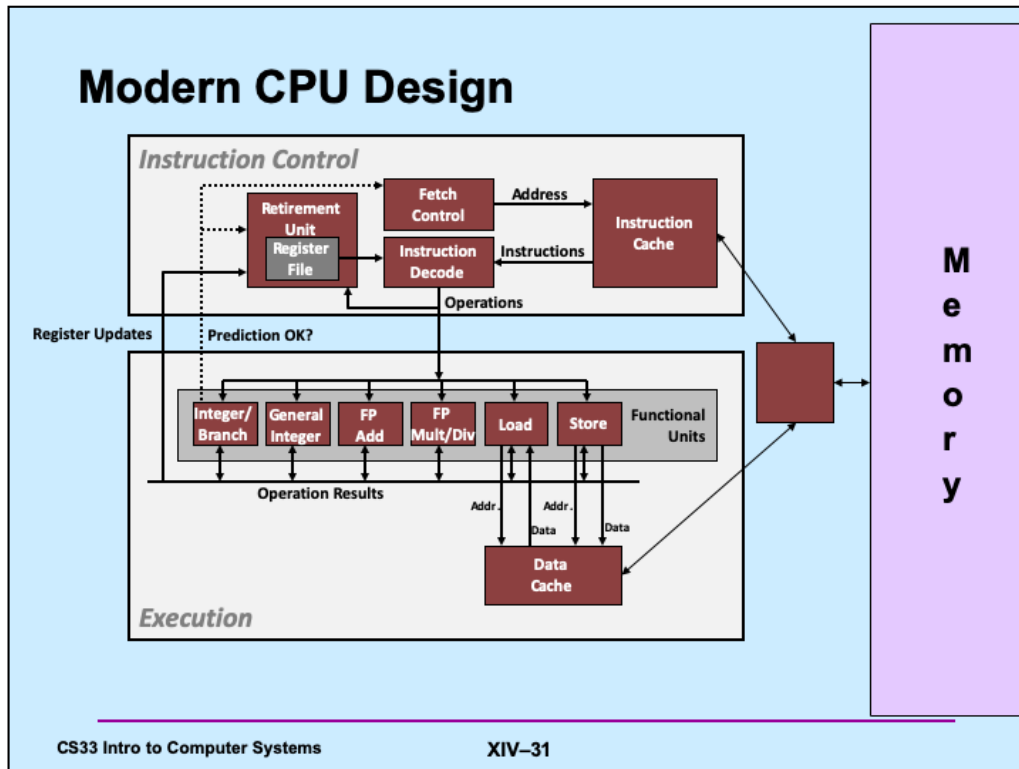 Modern CPU Design
Instruction Control
Fetch
Control
Address
Instruction
Cache
Retirement
Unit
Register
File
Instruction
Decode
Instructions
Operations
Register Updates
Prediction OK?
Integer/
Branch
General
Integer
FP
Add
FP
Mult/Div
Load
Store
Functional
Units
Operation Results
Addr.
Data
Addr.
Data
Data
Cache
Execution
M
e
m
o
r
y
CS33 Intro to Computer Systems
XIV–31